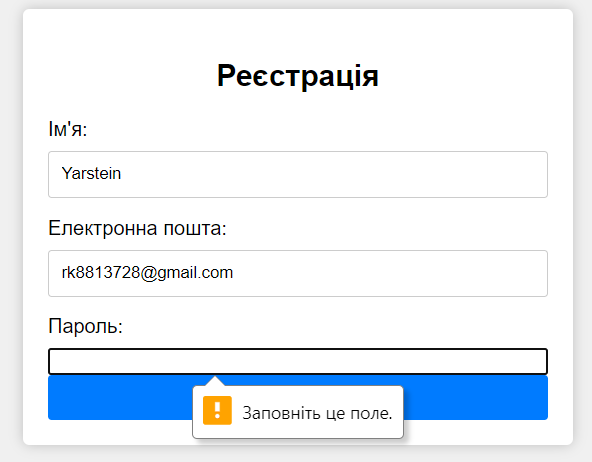 Реєстрація
Ім'я:
Yarstein
Електронна пошта:
rk8813728@gmail.com
Пароль:
Заповніть це поле.